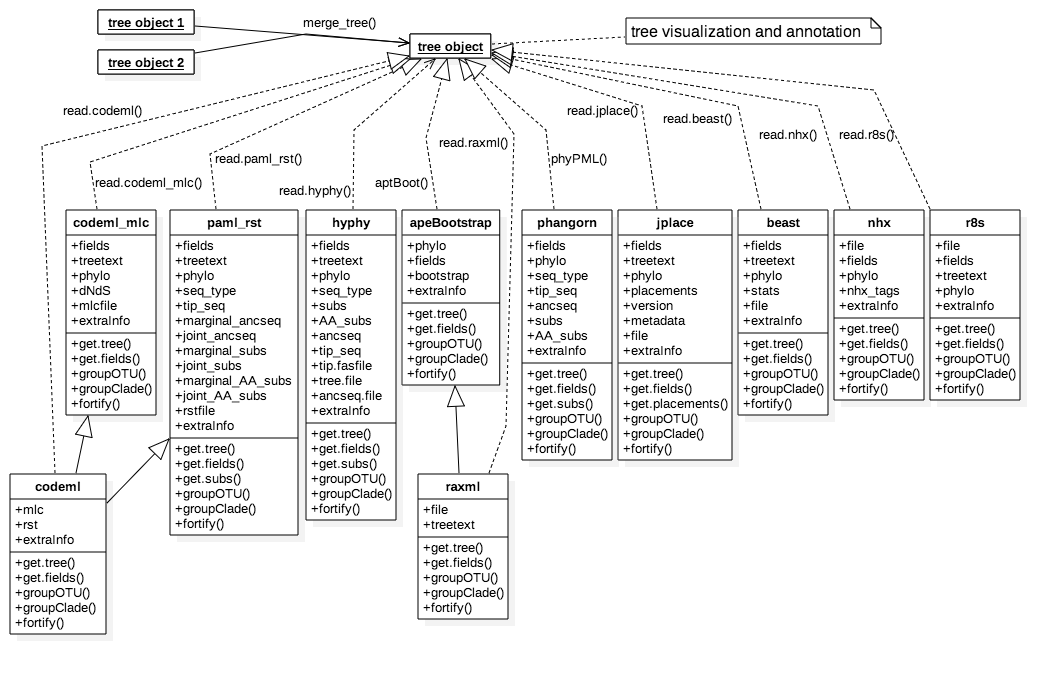 tree object 1
merge_tree()
tree visualization and annotation
tree object
tree object 2
read.codeml()
read.jplace()
read.beast()
read.nhx()
read.r8s()
read.raxml()
read.paml_rst()
phyPML()
read.codeml_mlc()
read.hyphy()
aptBoot()
codeml_mlc
+fields
+treetext
+phylo
+dNdS
+mlcfile
+extraInfo
+get.tree()
+get.fields()
+groupOTU()
+groupClade()
+fortify()
paml_rst
+fields
+treetext
+phylo
+seq_type
+tip_seq
+marginal_ancseq
+joint_ancseq
+marginal_subs
+joint_subs
+marginal_AA_subs
+joint_AA_subs
+rstfile
+extraInfo
+get.tree()
+get.fields()
+get.subs()
+groupOTU()
+groupClade()
+fortify()
hyphy
+fields
+treetext
+phylo
+seq_type
+subs
+AA_subs
+ancseq
+tip_seq
+tip.fasfile
+tree.file
+ancseq.file
+extraInfo
+get.tree()
+get.fields()
+get.subs()
+groupOTU()
+groupClade()
+fortify()
apeBootstrap
+phylo
+fields
+bootstrap
+extraInfo
+get.tree()
+get.fields()
+groupOTU()
+groupClade()
+fortify()
phangorn
+fields
+phylo
+seq_type
+tip_seq
+ancseq
+subs
+AA_subs
+extraInfo
+get.tree()
+get.fields()
+get.subs()
+groupOTU()
+groupClade()
+fortify()
jplace
+fields
+treetext
+phylo
+placements
+version
+metadata
+file
+extraInfo
+get.tree()
+get.fields()
+get.placements()
+groupOTU()
+groupClade()
+fortify()
beast
+fields
+treetext
+phylo
+stats
+file
+extraInfo
+get.tree()
+get.fields()
+groupOTU()
+groupClade()
+fortify()
nhx
+file
+fields
+phylo
+nhx_tags
+extraInfo
+get.tree()
+get.fields()
+groupOTU()
+groupClade()
+fortify()
r8s
+file
+fields
+treetext
+phylo
+extraInfo
+get.tree()
+get.fields()
+groupOTU()
+groupClade()
+fortify()
codeml
+mlc
+rst
+extraInfo
+get.tree()
+get.fields()
+groupOTU()
+groupClade()
+fortify()
raxml
+file
+treetext
+get.tree()
+get.fields()
+groupOTU()
+groupClade()
+fortify()